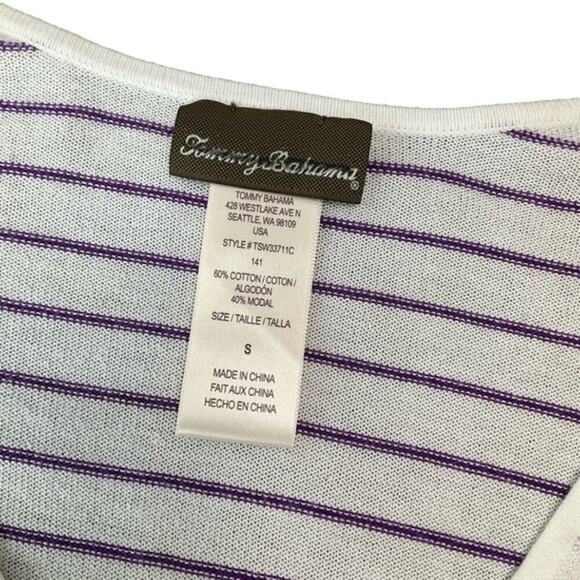 Tommy Bahama®
TOMMY BAHAMA
428 WESTLAKE AVE N
SEATTLE, WA 98109
USA
STYLE # TSW33711C
141
60% COTTON / COTON /
ALGODÓN
40% MODAL
SIZE / TAILLE / TALLA
S
MADE IN CHINA
FAIT AUX CHINA
HECHO EN CHINA